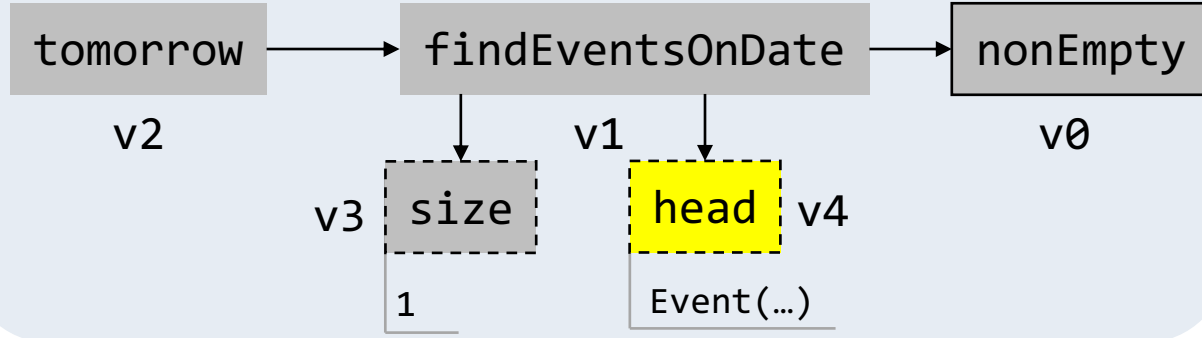 tomorrow findEventsOnDate nonEmpty
v2 v1 v0
v3 size head v4
1 Event(…)